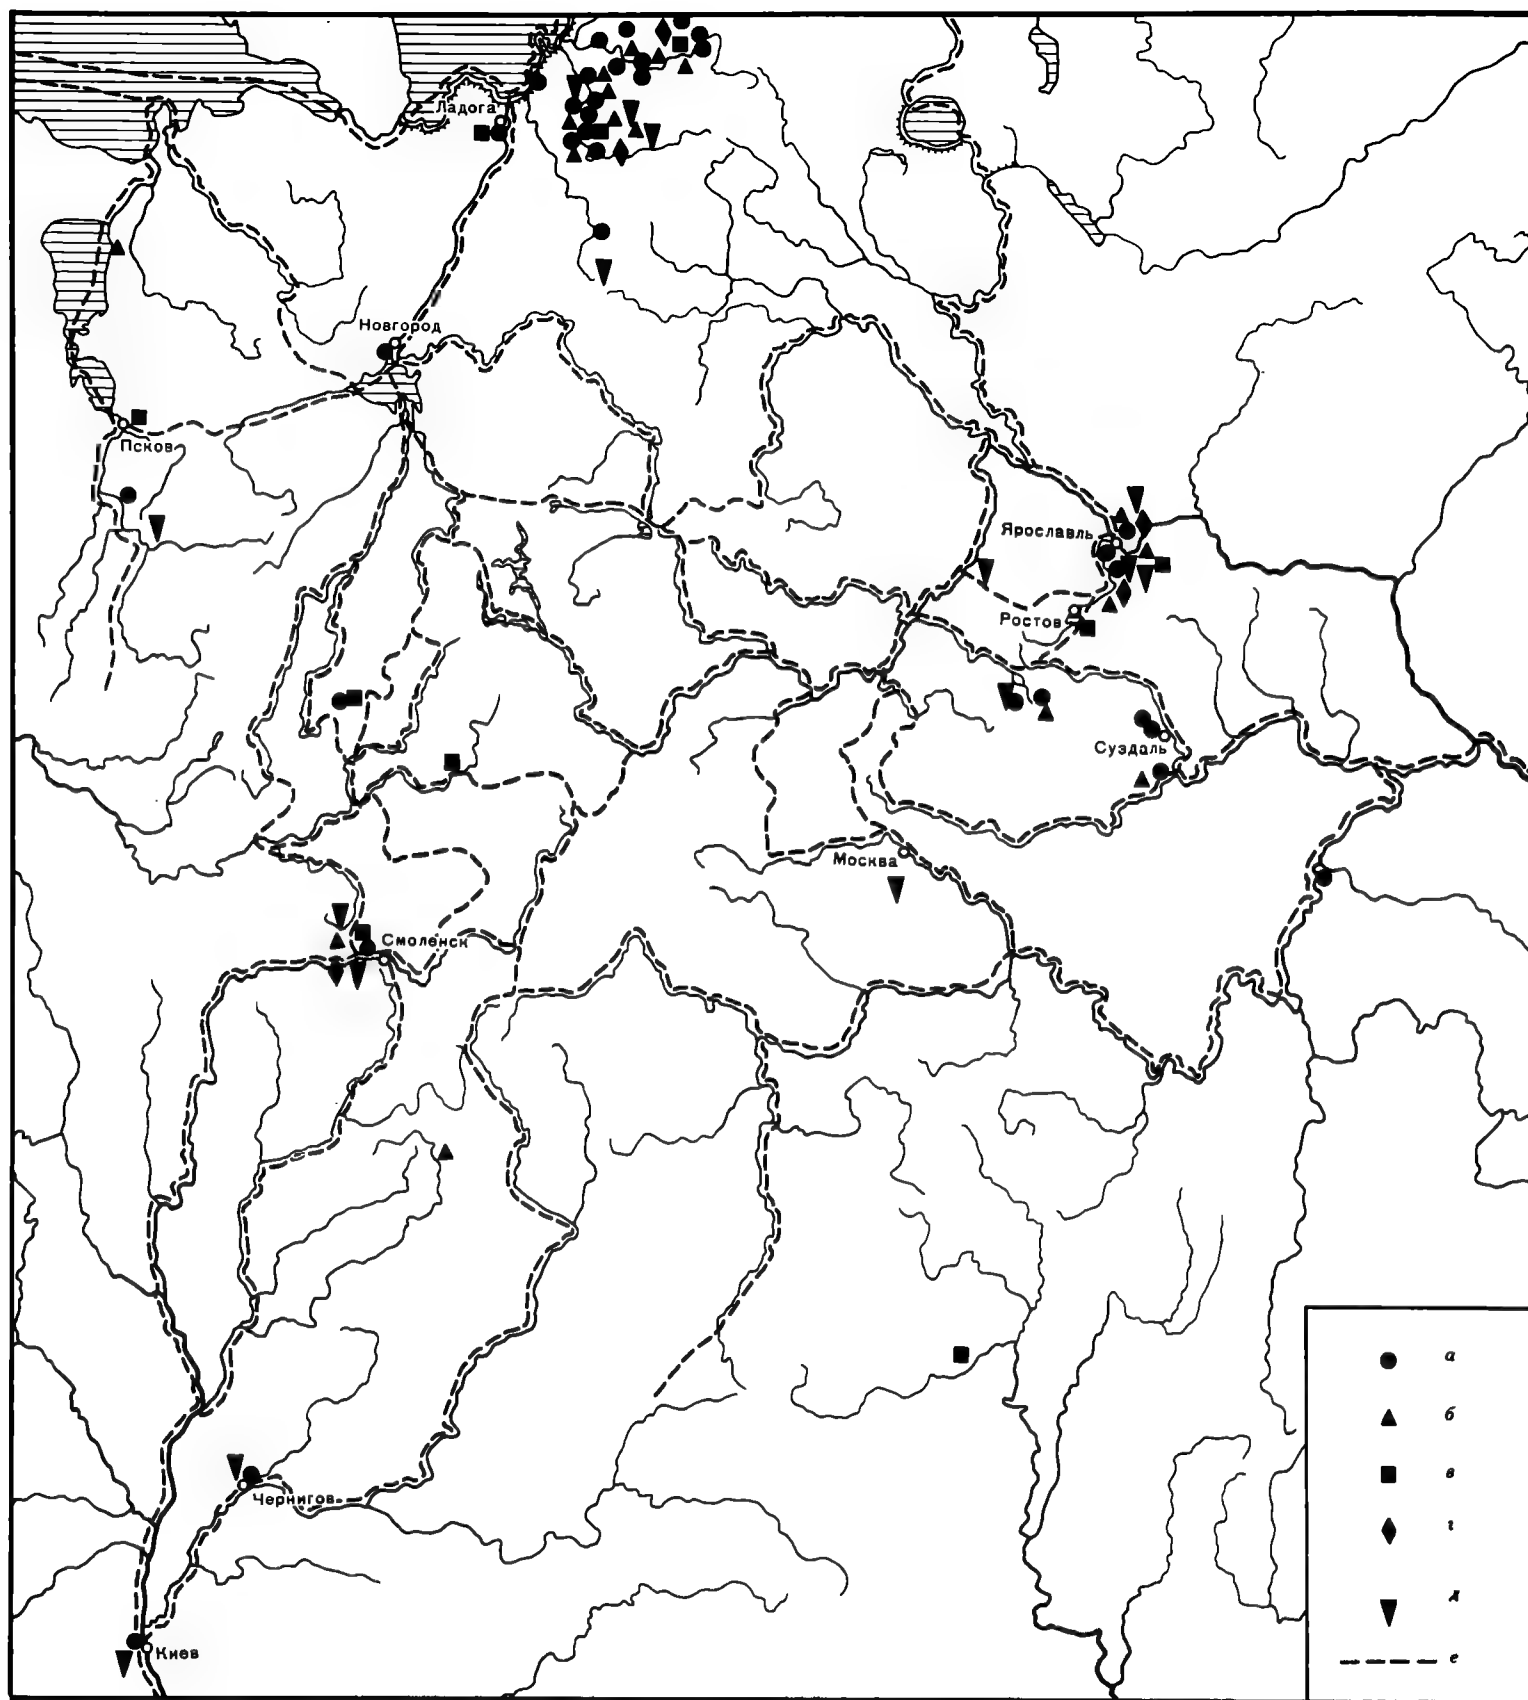 Ладога
Новгород
Псков
Ярославль
Ростов
Суздаль
Москва
Смоленск
Чернигов
Киев
а
б
в
г
д
е